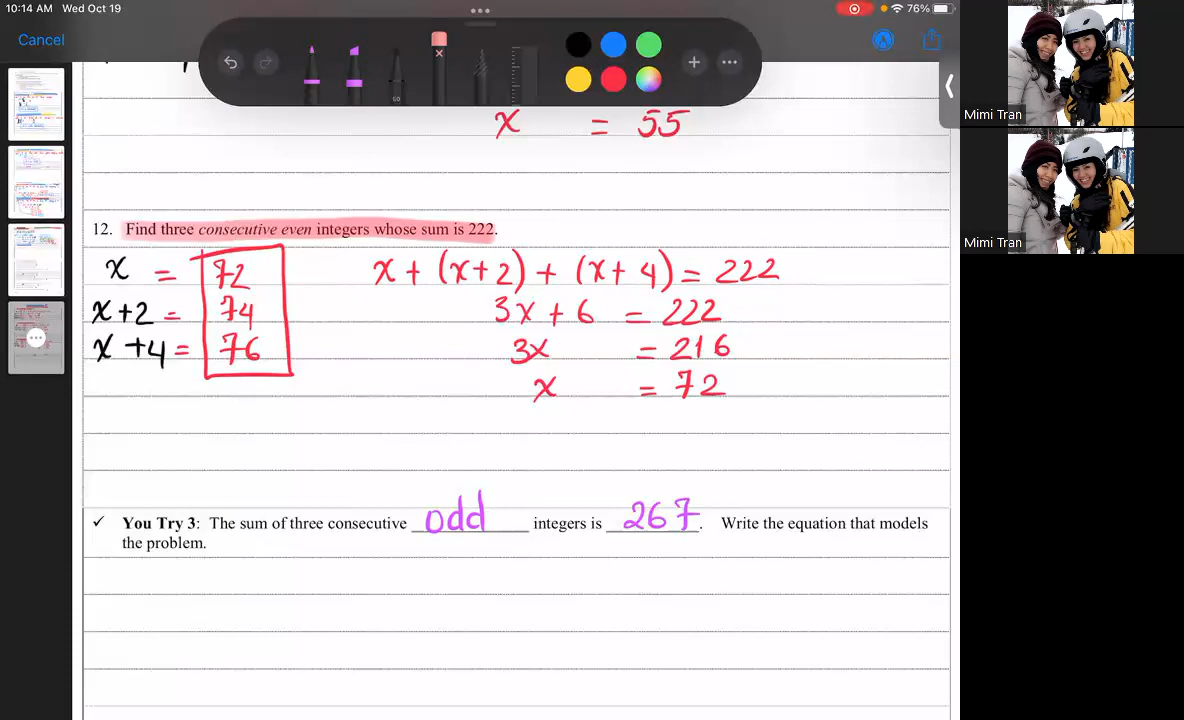 10:14 AM Wed Oct 19
76%
Cancel
60
x = 55
12. Find three consecutive even integers whose sum is 222.
x = 72
x + (x+2) + (x+4) = 222
x+2 = 74
3x + 6 = 222
x+4 = 76
3x = 216
x = 72
✓ You Try 3: The sum of three consecutive odd integers is 267. Write the equation that models
the problem.
Mimi Tran
Mimi Tran